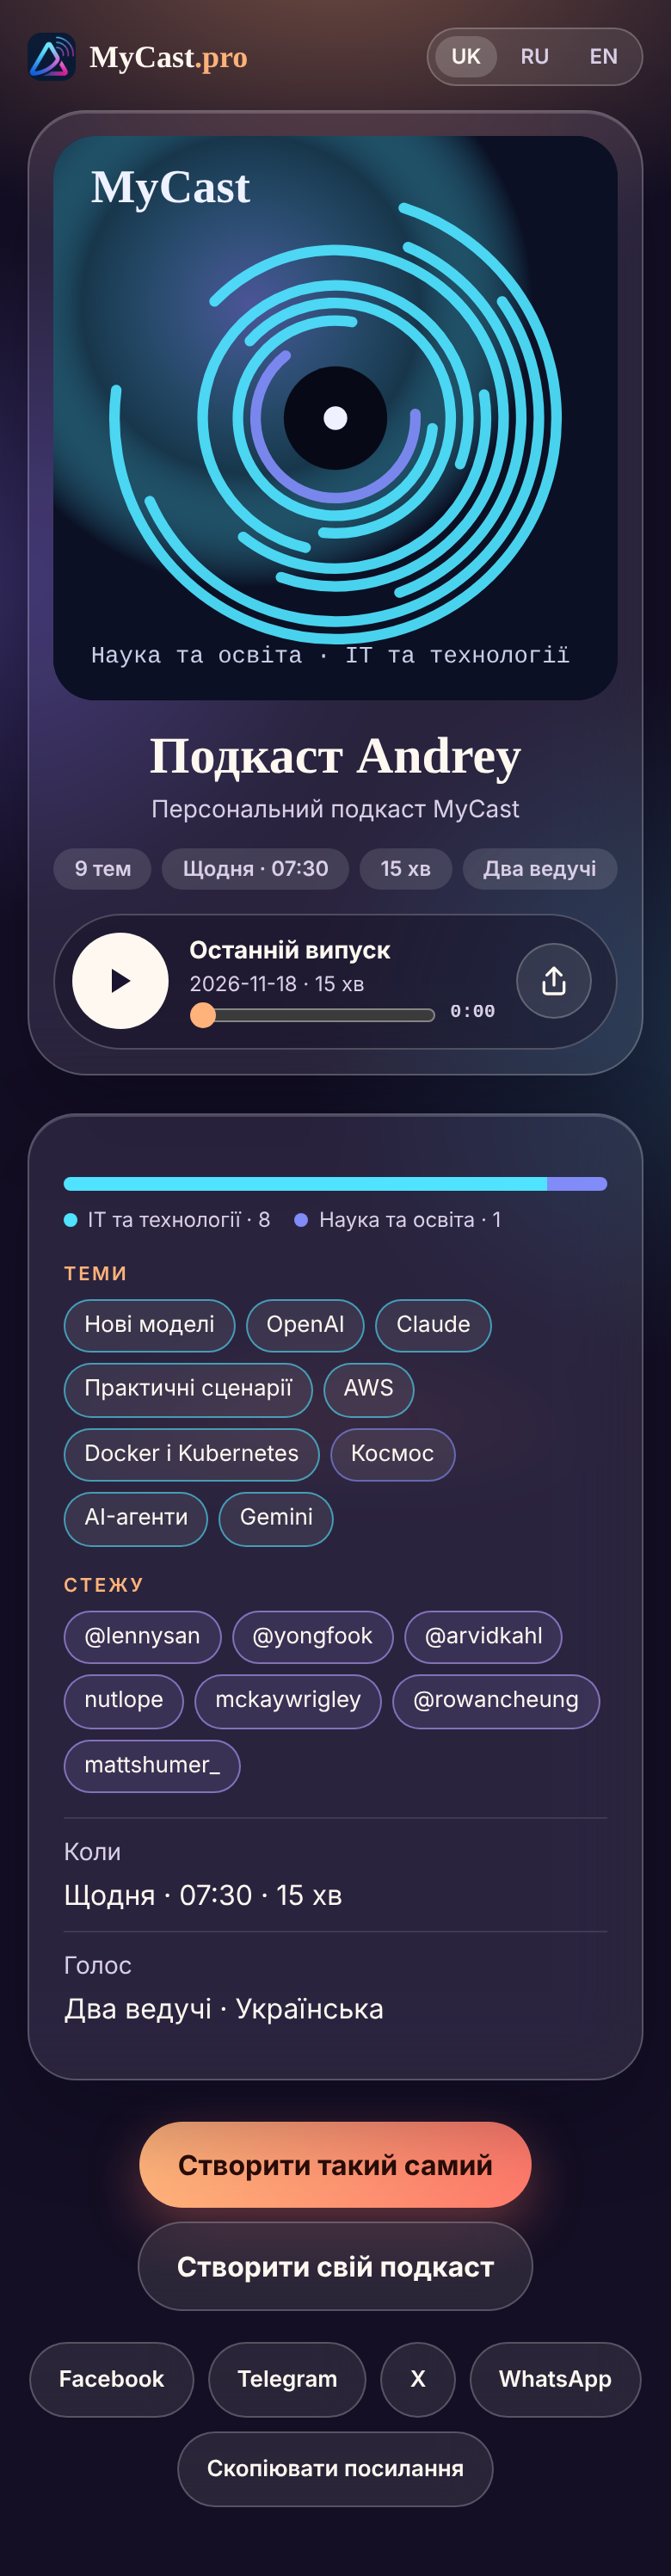 MyCast.pro
UK RU EN
MyCast
Наука та освіта · IT та технології
Подкаст Andrey
Персональний подкаст MyCast
9 тем Щодня · 07:30 15 хв Два ведучі
Останній випуск
2026-11-18 · 15 хв
0:00
IT та технології · 8 Наука та освіта · 1
ТЕМИ
Нові моделі OpenAI Claude
Практичні сценарії AWS
Docker і Kubernetes Космос
AI-агенти Gemini
СТЕЖУ
@lennysan @yongfook @arvidkahl
nutlope mckaywrigley @rowancheung
mattshumer_
Коли
Щодня · 07:30 · 15 хв
Голос
Два ведучі · Українська
Створити такий самий
Створити свій подкаст
Facebook Telegram X WhatsApp
Скопіювати посилання